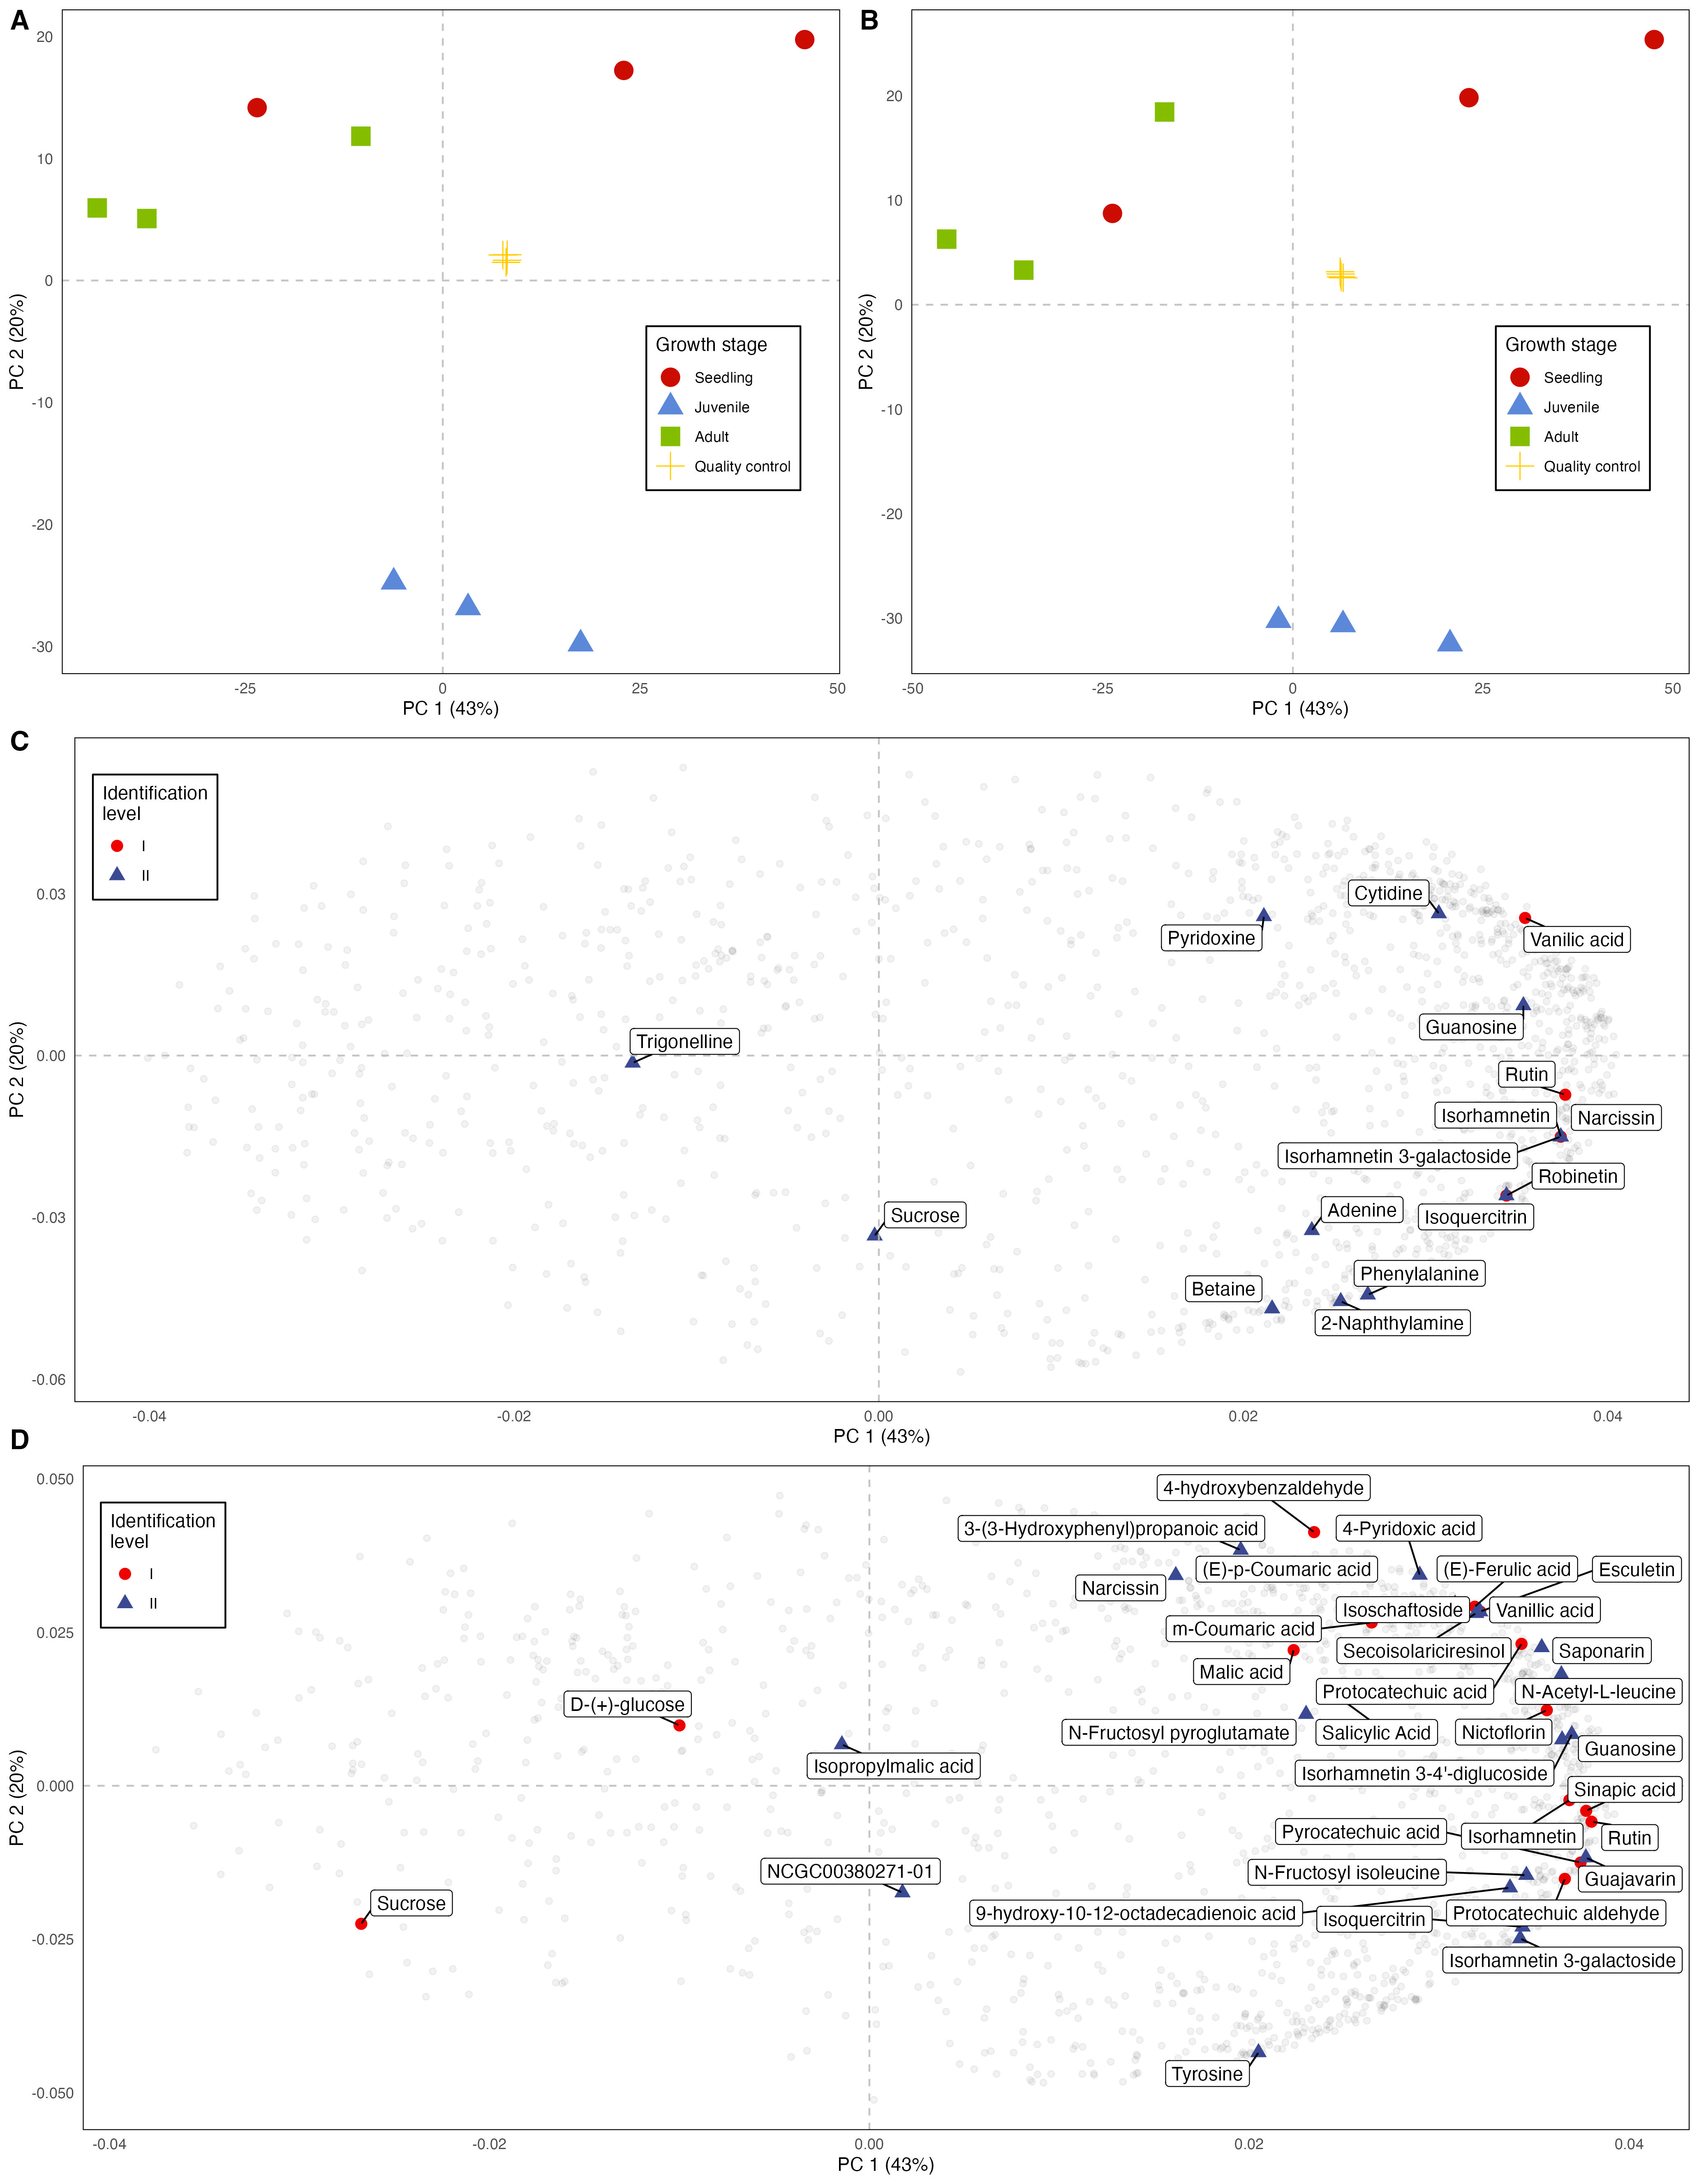 A
20
10
0
-10
-20
-30
PC 2 (20%)
-25
0
25
50
PC 1 (43%)
Growth stage
Seedling
Juvenile
Adult
Quality control
B
20
10
0
-10
-20
-30
PC 2 (20%)
-50
-25
0
25
50
PC 1 (43%)
Growth stage
Seedling
Juvenile
Adult
Quality control
C
Identification
level
I
II
0.03
0.00
-0.03
-0.06
PC 2 (20%)
Cytidine
Pyridoxine
Vanilic acid
Guanosine
Trigonelline
Rutin
Isorhamnetin
Narcissin
Isorhamnetin 3-galactoside
Robinetin
Sucrose
Adenine
Isoquercitrin
Phenylalanine
Betaine
2-Naphthylamine
-0.04
-0.02
0.00
0.02
0.04
PC 1 (43%)
D
Identification
level
I
II
0.050
0.025
0.000
-0.025
-0.050
PC 2 (20%)
4-hydroxybenzaldehyde
3-(3-Hydroxyphenyl)propanoic acid
4-Pyridoxic acid
(E)-p-Coumaric acid
(E)-Ferulic acid
Esculetin
Narcissin
Isoschaftoside
Vanillic acid
m-Coumaric acid
Secoisolariciresinol
Saponarin
Malic acid
Protocatechuic acid
N-Acetyl-L-leucine
D-(+)-glucose
N-Fructosyl pyroglutamate
Salicylic Acid
Nictoflorin
Guanosine
Isopropylmalic acid
Isorhamnetin 3-4'-diglucoside
Sinapic acid
Pyrocatechuic acid
Isorhamnetin
Rutin
NCGC00380271-01
N-Fructosyl isoleucine
Guajavarin
Sucrose
9-hydroxy-10-12-octadecadienoic acid
Isoquercitrin
Protocatechuic aldehyde
Isorhamnetin 3-galactoside
Tyrosine
-0.04
-0.02
0.00
0.02
0.04
PC 1 (43%)